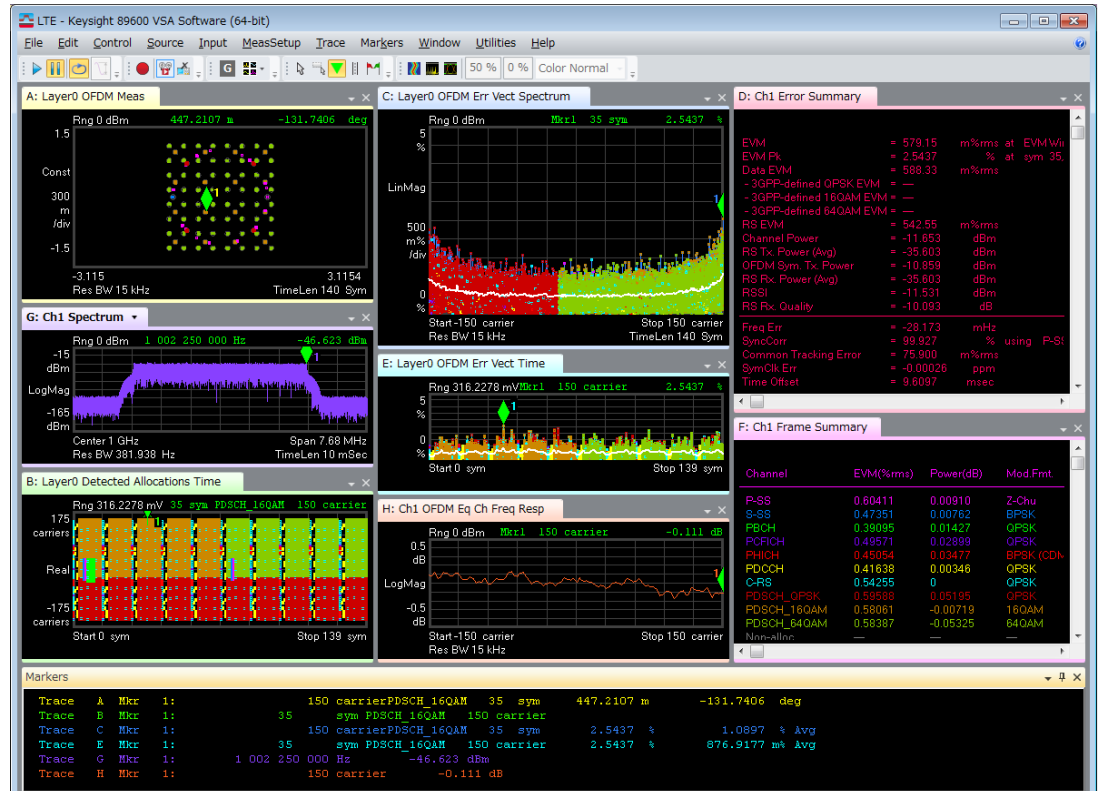 LTE - Keysight 89600 VSA Software (64-bit)
File Edit Control Source Input MeasSetup Trace Markers Window Utilities Help
G 50 % 0 % Color Normal
A: Layer0 OFDM Meas
Rng 0 dBm 447.2107 m -131.7406 deg
1.5
Const
300
m
/div
-1.5
-3.115 3.1154
Res BW 15 kHz TimeLen 140 Sym
1
G: Ch1 Spectrum
Rng 0 dBm 1 002 250 000 Hz -46.623 dBm
-15
dBm
LogMag
-165
dBm
Center 1 GHz Span 7.68 MHz
Res BW 381.938 Hz TimeLen 10 mSec
1
B: Layer0 Detected Allocations Time
Rng 316.2278 mV 35 sym PDSCH_16QAM 150 carrier
175
carriers
Real
-175
carriers
Start 0 sym Stop 139 sym
1
C: Layer0 OFDM Err Vect Spectrum
Rng 0 dBm Mkr1 35 sym 2.5437 %
5
%
LinMag
500
m%
/div
0
%
Start -150 carrier Stop 150 carrier
Res BW 15 kHz TimeLen 140 Sym
1
E: Layer0 OFDM Err Vect Time
Rng 316.2278 mV Mkr1 150 carrier 2.5437 %
5
%
0
%
Start 0 sym Stop 139 sym
1
H: Ch1 OFDM Eq Ch Freq Resp
Rng 0 dBm Mkr1 150 carrier -0.111 dB
0.5
dB
LogMag
-0.5
dB
Start -150 carrier Stop 150 carrier
Res BW 15 kHz
1
D: Ch1 Error Summary
EVM = 579.15 m%rms at EVM Wi
EVM Pk = 2.5437 % at sym 35,
Data EVM = 588.33 m%rms
- 3GPP-defined QPSK EVM = —
- 3GPP-defined 16QAM EVM = —
- 3GPP-defined 64QAM EVM = —
RS EVM = 542.55 m%rms
Channel Power = -11.653 dBm
RS Tx. Power (Avg) = -35.603 dBm
OFDM Sym. Tx. Power = -10.859 dBm
RS Rx. Power (Avg) = -35.603 dBm
RSSI = -11.531 dBm
RS Rx. Quality = -10.093 dB
Freq Err = -28.173 mHz
SyncCorr = 99.927 % using P-S
Common Tracking Error = 75.900 m%rms
SymClk Err = -0.00026 ppm
Time Offset = 9.6097 msec
F: Ch1 Frame Summary
Channel EVM(%rms) Power(dB) Mod.Fmt.
P-SS 0.60411 0.00910 Z-Chu
S-SS 0.47351 0.00762 BPSK
PBCH 0.39095 0.01427 QPSK
PCFICH 0.49571 0.02899 QPSK
PHICH 0.45054 0.03477 BPSK (CDM
PDCCH 0.41638 0.00346 QPSK
C-RS 0.54255 0 QPSK
PDSCH_QPSK 0.59588 0.05195 QPSK
PDSCH_16QAM 0.58061 -0.00719 16QAM
PDSCH_64QAM 0.58387 -0.05325 64QAM
Non-alloc — — —
Markers
Trace A Mkr 1: 150 carrierPDSCH_16QAM 35 sym 447.2107 m -131.7406 deg
Trace B Mkr 1: 35 sym PDSCH_16QAM 150 carrier
Trace C Mkr 1: 150 carrierPDSCH_16QAM 35 sym 2.5437 % 1.0897 % Avg
Trace E Mkr 1: 35 sym PDSCH_16QAM 150 carrier 2.5437 % 876.9177 m% Avg
Trace G Mkr 1: 1 002 250 000 Hz -46.623 dBm
Trace H Mkr 1: 150 carrier -0.111 dB